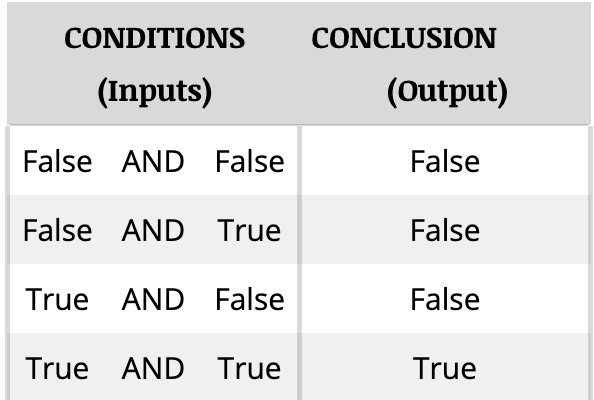 CONDITIONS CONCLUSION
(Inputs) (Output)
False AND False False
False AND True False
True AND False False
True AND True True